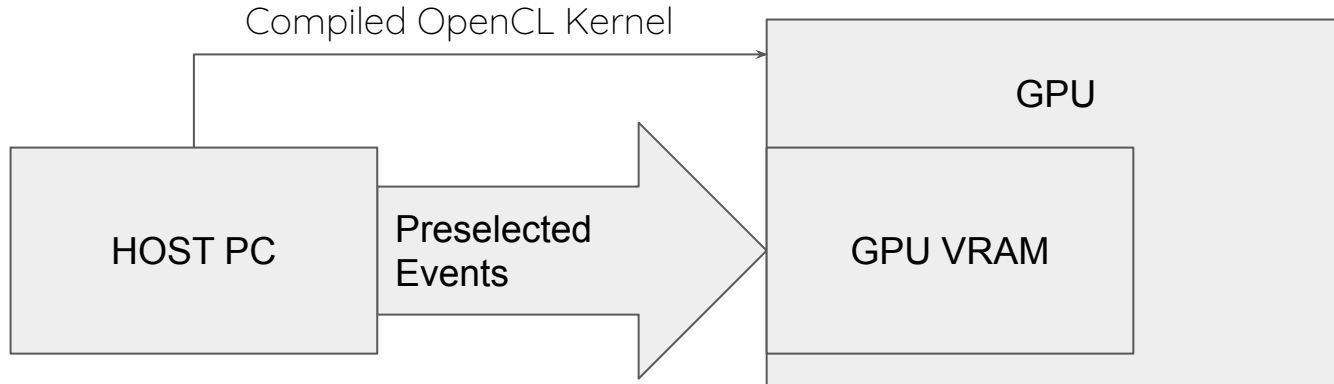 Compiled OpenCL Kernel
GPU
HOST PC
Preselected
Events
GPU VRAM